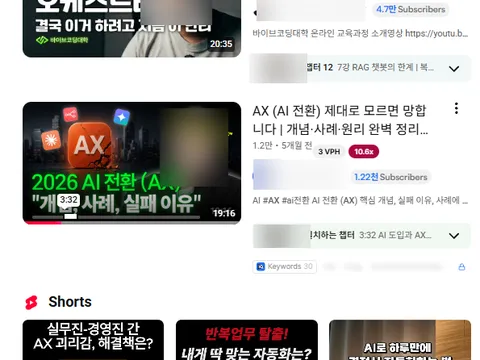 결국 이거 하려고 지금 이 난리
바이브코딩대학
20:35
4.7만 Subscribers
바이브코딩대학 온라인 교육과정 소개영상 https://youtu.b...
챕터 12 7강 RAG 챗봇의 한계 | 복...
AX
2026 AI 전환 (AX)
"개념, 사례, 실패 이유"
3:32
19:16
AX (AI 전환) 제대로 모르면 망합
니다 | 개념·사례·원리 완벽 정리...
1.2만 • 5개월 전
3 VPH
10.6x
1.22천 Subscribers
AI #AX #ai전환 AI 전환 (AX) 핵심 개념, 실패 이유, 사례에 ...
치하는 챕터 3:32 AI 도입과 AX...
Keywords 30
Shorts
실무진-경영진 간
AX 괴리감, 해결책은?
반복업무 탈출!
내게 딱 맞는 자동화는?
AI로 하루만에